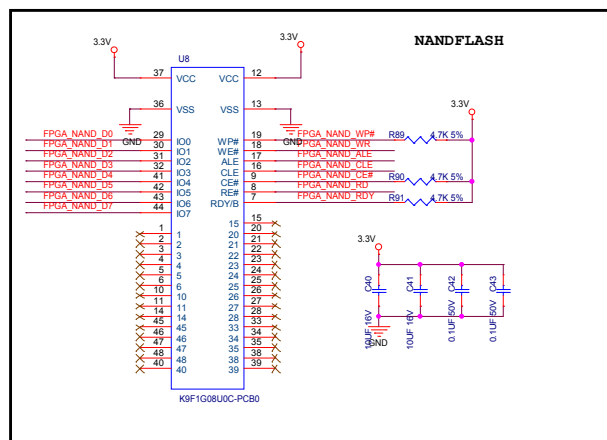 NANDFLASH
3.3V
3.3V
U8
37 VCC VCC 12
36 VSS VSS 13
GND
GND
FPGA_NAND_D0 29 IO0 WP# 19 FPGA_NAND_WP# R89 4.7K 5%
3.3V
FPGA_NAND_D1 30 IO1 WE# 18 FPGA_NAND_WR
FPGA_NAND_D2 31 IO2 ALE 17 FPGA_NAND_ALE
FPGA_NAND_D3 32 IO3 CLE 16 FPGA_NAND_CLE
FPGA_NAND_D4 41 IO4 CE# 9 FPGA_NAND_CE# R90 4.7K 5%
FPGA_NAND_D5 42 IO5 RE# 8 FPGA_NAND_RD
FPGA_NAND_D6 43 IO6 RDY/B 7 FPGA_NAND_RDY R91 4.7K 5%
FPGA_NAND_D7 44 IO7
15 15
1 1 20 20
2 2 21 21
3 3 22 22
4 4 23 23
5 5 24 24
6 6 25 25
10 10 26 26
11 11 27 27
14 14 28 28
45 45 33 33
46 46 34 34
47 47 35 35
48 48 38 38
40 40 39 39
K9F1G08U0C-PCB0
3.3V
C40 10UF 16V
C41 10UF 16V
C42 0.1UF 50V
C43 0.1UF 50V
GND